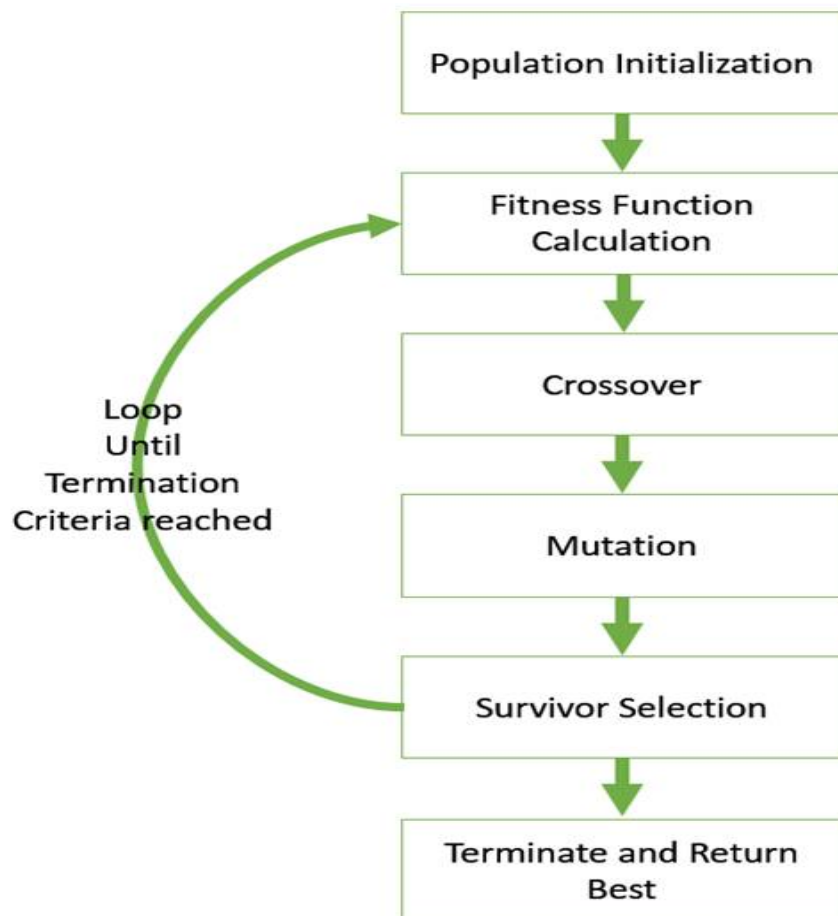 Population Initialization
Fitness Function
Calculation
Crossover
Loop
Until
Termination
Criteria reached
Mutation
Survivor Selection
Terminate and Return
Best